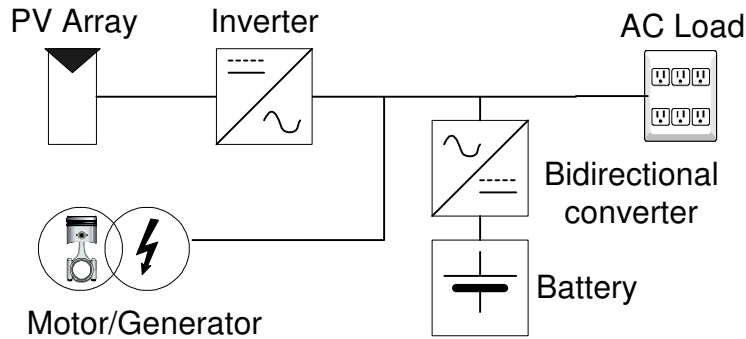 PV Array
Inverter
AC Load
Bidirectional
converter
Battery
Motor/Generator